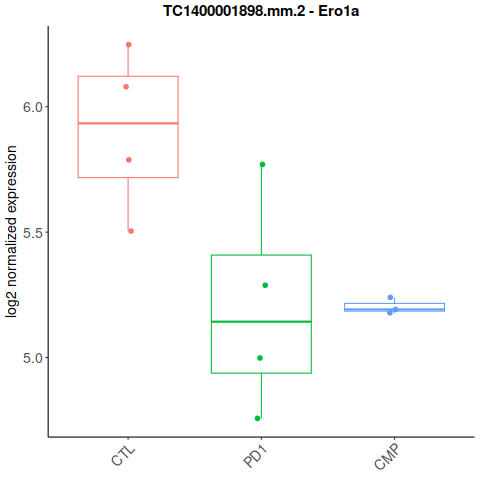 TC1400001898.mm.2 - Ero1a
log2 normalized expression
6.0
5.5
5.0
CTL
PD1
CMP